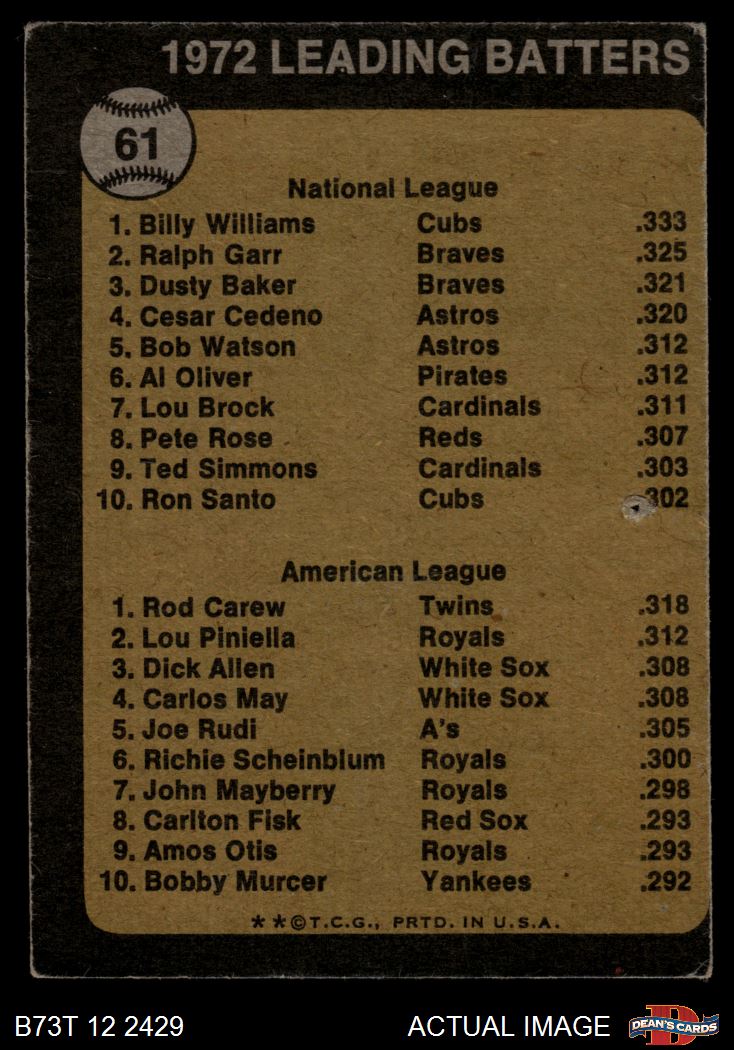 1972 LEADING BATTERS
61
National League
1. Billy Williams Cubs .333
2. Ralph Garr Braves .325
3. Dusty Baker Braves .321
4. Cesar Cedeno Astros .320
5. Bob Watson Astros .312
6. Al Oliver Pirates .312
7. Lou Brock Cardinals .311
8. Pete Rose Reds .307
9. Ted Simmons Cardinals .303
10. Ron Santo Cubs .302
American League
1. Rod Carew Twins .318
2. Lou Piniella Royals .312
3. Dick Allen White Sox .308
4. Carlos May White Sox .308
5. Joe Rudi A's .305
6. Richie Scheinblum Royals .300
7. John Mayberry Royals .298
8. Carlton Fisk Red Sox .293
9. Amos Otis Royals .293
10. Bobby Murcer Yankees .292
**©T.C.G., PRTD. IN U.S.A.
B73T 12 2429 ACTUAL IMAGE DEAN'S CARDS